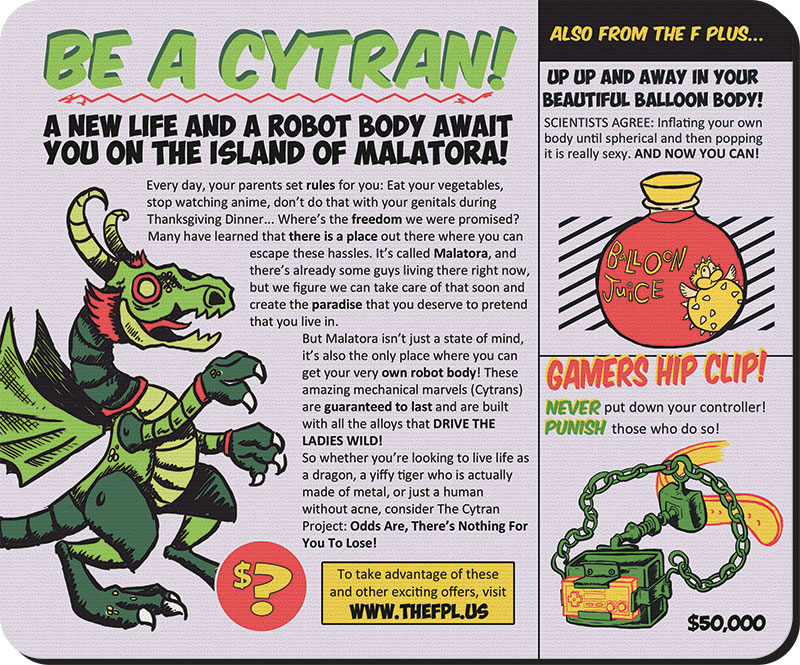 BE A CYTRAN!
A NEW LIFE AND A ROBOT BODY AWAIT
YOU ON THE ISLAND OF MALATORA!
Every day, your parents set rules for you: Eat your vegetables,
stop watching anime, don't do that with your genitals during
Thanksgiving Dinner... Where's the freedom we were promised?
Many have learned that there is a place out there where you can
escape these hassles. It's called Malatora, and
there's already some guys living there right now,
but we figure we can take care of that soon and
create the paradise that you deserve to pretend
that you live in.
But Malatora isn't just a state of mind,
it's also the only place where you can
get your very own robot body! These
amazing mechanical marvels (Cytrans)
are guaranteed to last and are built
with all the alloys that DRIVE THE
LADIES WILD!
So whether you're looking to live life as
a dragon, a yiffy tiger who is actually
made of metal, or just a human
without acne, consider The Cytran
Project: Odds Are, There's Nothing For
You To Lose!
$?
To take advantage of these
and other exciting offers, visit
WWW.THEFPL.US
ALSO FROM THE F PLUS...
UP UP AND AWAY IN YOUR
BEAUTIFUL BALLOON BODY!
SCIENTISTS AGREE: Inflating your own
body until spherical and then popping
it is really sexy. AND NOW YOU CAN!
BALLOON
JUICE
GAMERS HIP CLIP!
NEVER put down your controller!
PUNISH those who do so!
$50,000